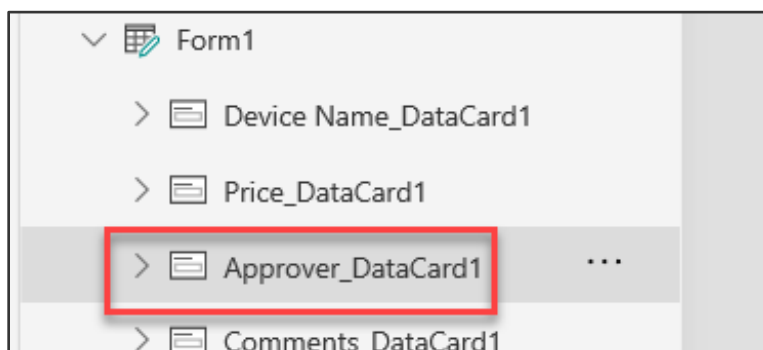 Form1
Device Name_DataCard1
Price_DataCard1
Approver_DataCard1
Comments_DataCard1